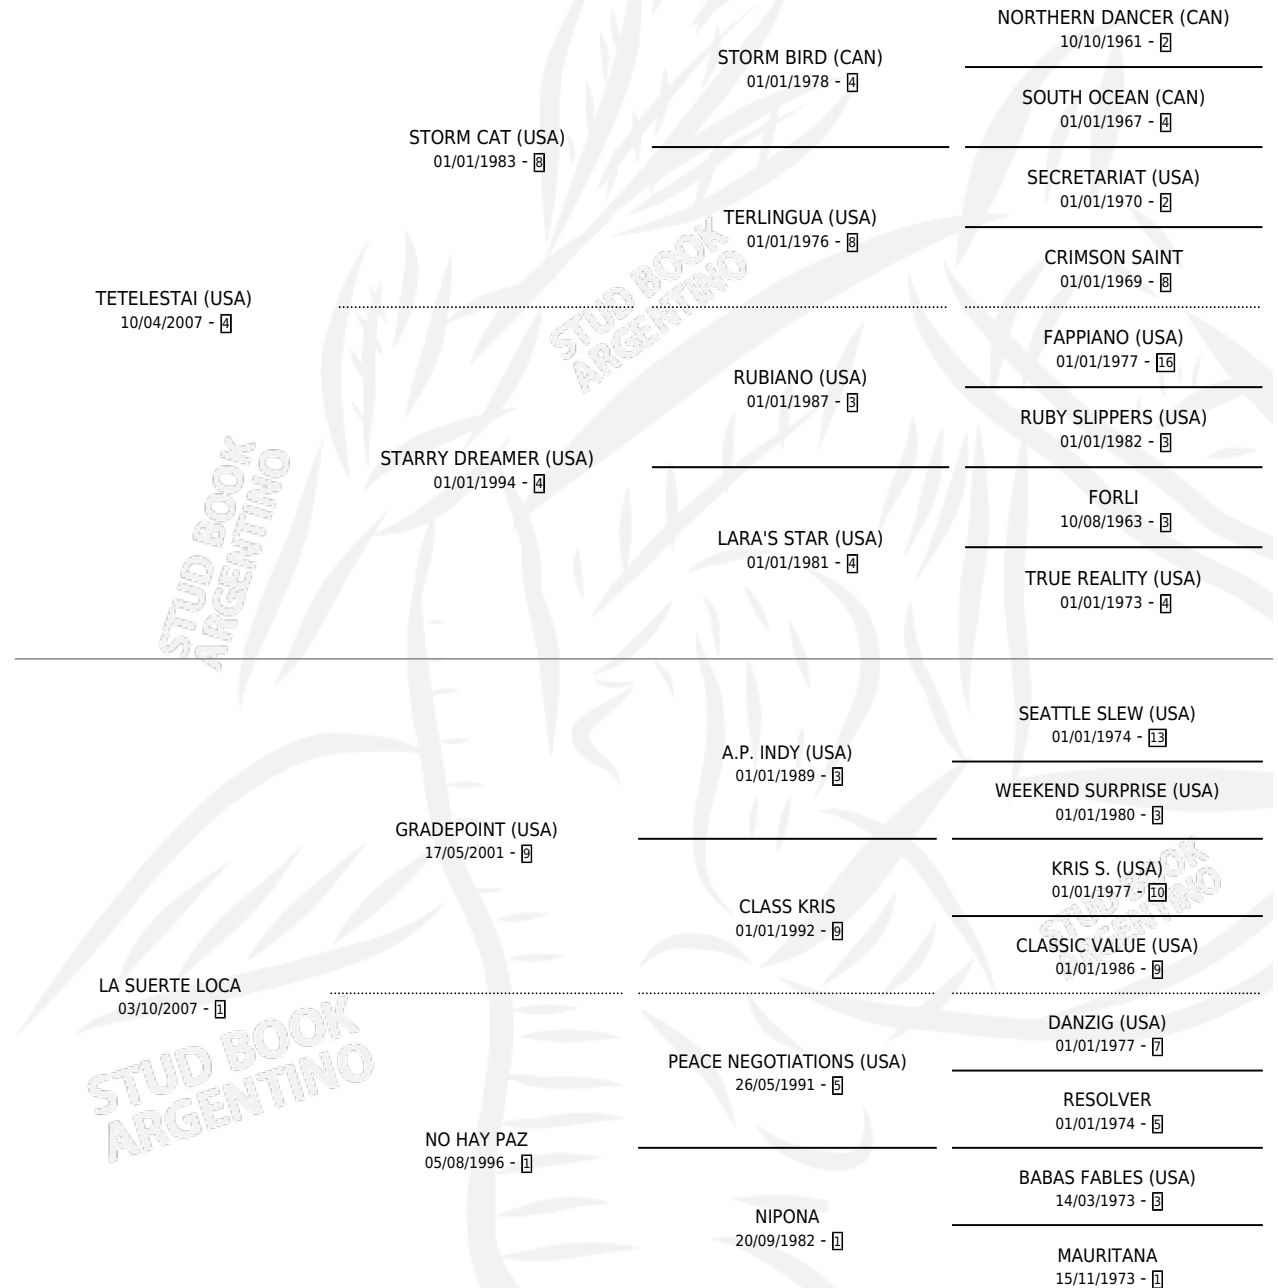 NORTHERN DANCER (CAN)
10/10/1961 - 2
STORM BIRD (CAN)
01/01/1978 - 4
SOUTH OCEAN (CAN)
01/01/1967 - 4
STORM CAT (USA)
01/01/1983 - 8
SECRETARIAT (USA)
01/01/1970 - 2
TERLINGUA (USA)
01/01/1976 - 8
CRIMSON SAINT
01/01/1969 - 8
TETELESTAI (USA)
10/04/2007 - 4
FAPPIANO (USA)
01/01/1977 - 16
RUBIANO (USA)
01/01/1987 - 3
RUBY SLIPPERS (USA)
01/01/1982 - 3
STARRY DREAMER (USA)
01/01/1994 - 4
FORLI
10/08/1963 - 3
LARA'S STAR (USA)
01/01/1981 - 4
TRUE REALITY (USA)
01/01/1973 - 4
SEATTLE SLEW (USA)
01/01/1974 - 13
A.P. INDY (USA)
01/01/1989 - 3
WEEKEND SURPRISE (USA)
01/01/1980 - 3
GRADEPOINT (USA)
17/05/2001 - 9
KRIS S. (USA)
01/01/1977 - 10
CLASS KRIS
01/01/1992 - 9
CLASSIC VALUE (USA)
01/01/1986 - 9
LA SUERTE LOCA
03/10/2007 - 1
DANZIG (USA)
01/01/1977 - 7
PEACE NEGOTIATIONS (USA)
26/05/1991 - 5
RESOLVER
01/01/1974 - 5
NO HAY PAZ
05/08/1996 - 1
BABAS FABLES (USA)
14/03/1973 - 3
NIPONA
20/09/1982 - 1
MAURITANA
15/11/1973 - 1
STUD BOOK
ARGENTINO
STUD BOOK
ARGENTINO
STUD BOOK
ARGENTINO
STUD BOOK
ARGENTINO